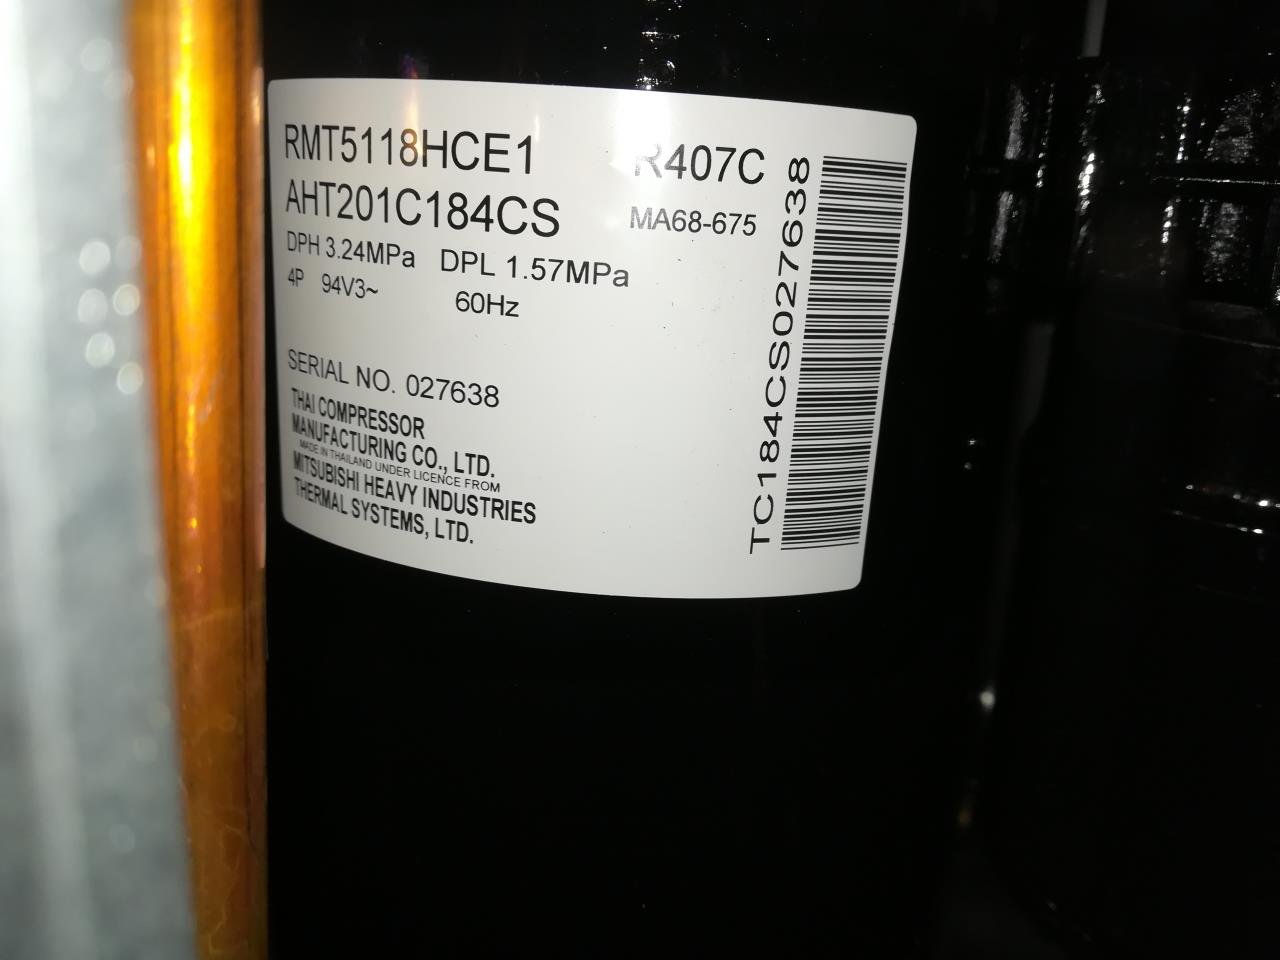 RMT5118HCE1 R407C
AHT201C184CS MA68-675
DPH 3.24MPa DPL 1.57MPa
4P 94V3~ 60Hz
SERIAL NO. 027638
THAI COMPRESSOR
MANUFACTURING CO., LTD.
MADE IN THAILAND UNDER LICENCE FROM
MITSUBISHI HEAVY INDUSTRIES
THERMAL SYSTEMS, LTD.
TC184CS027638